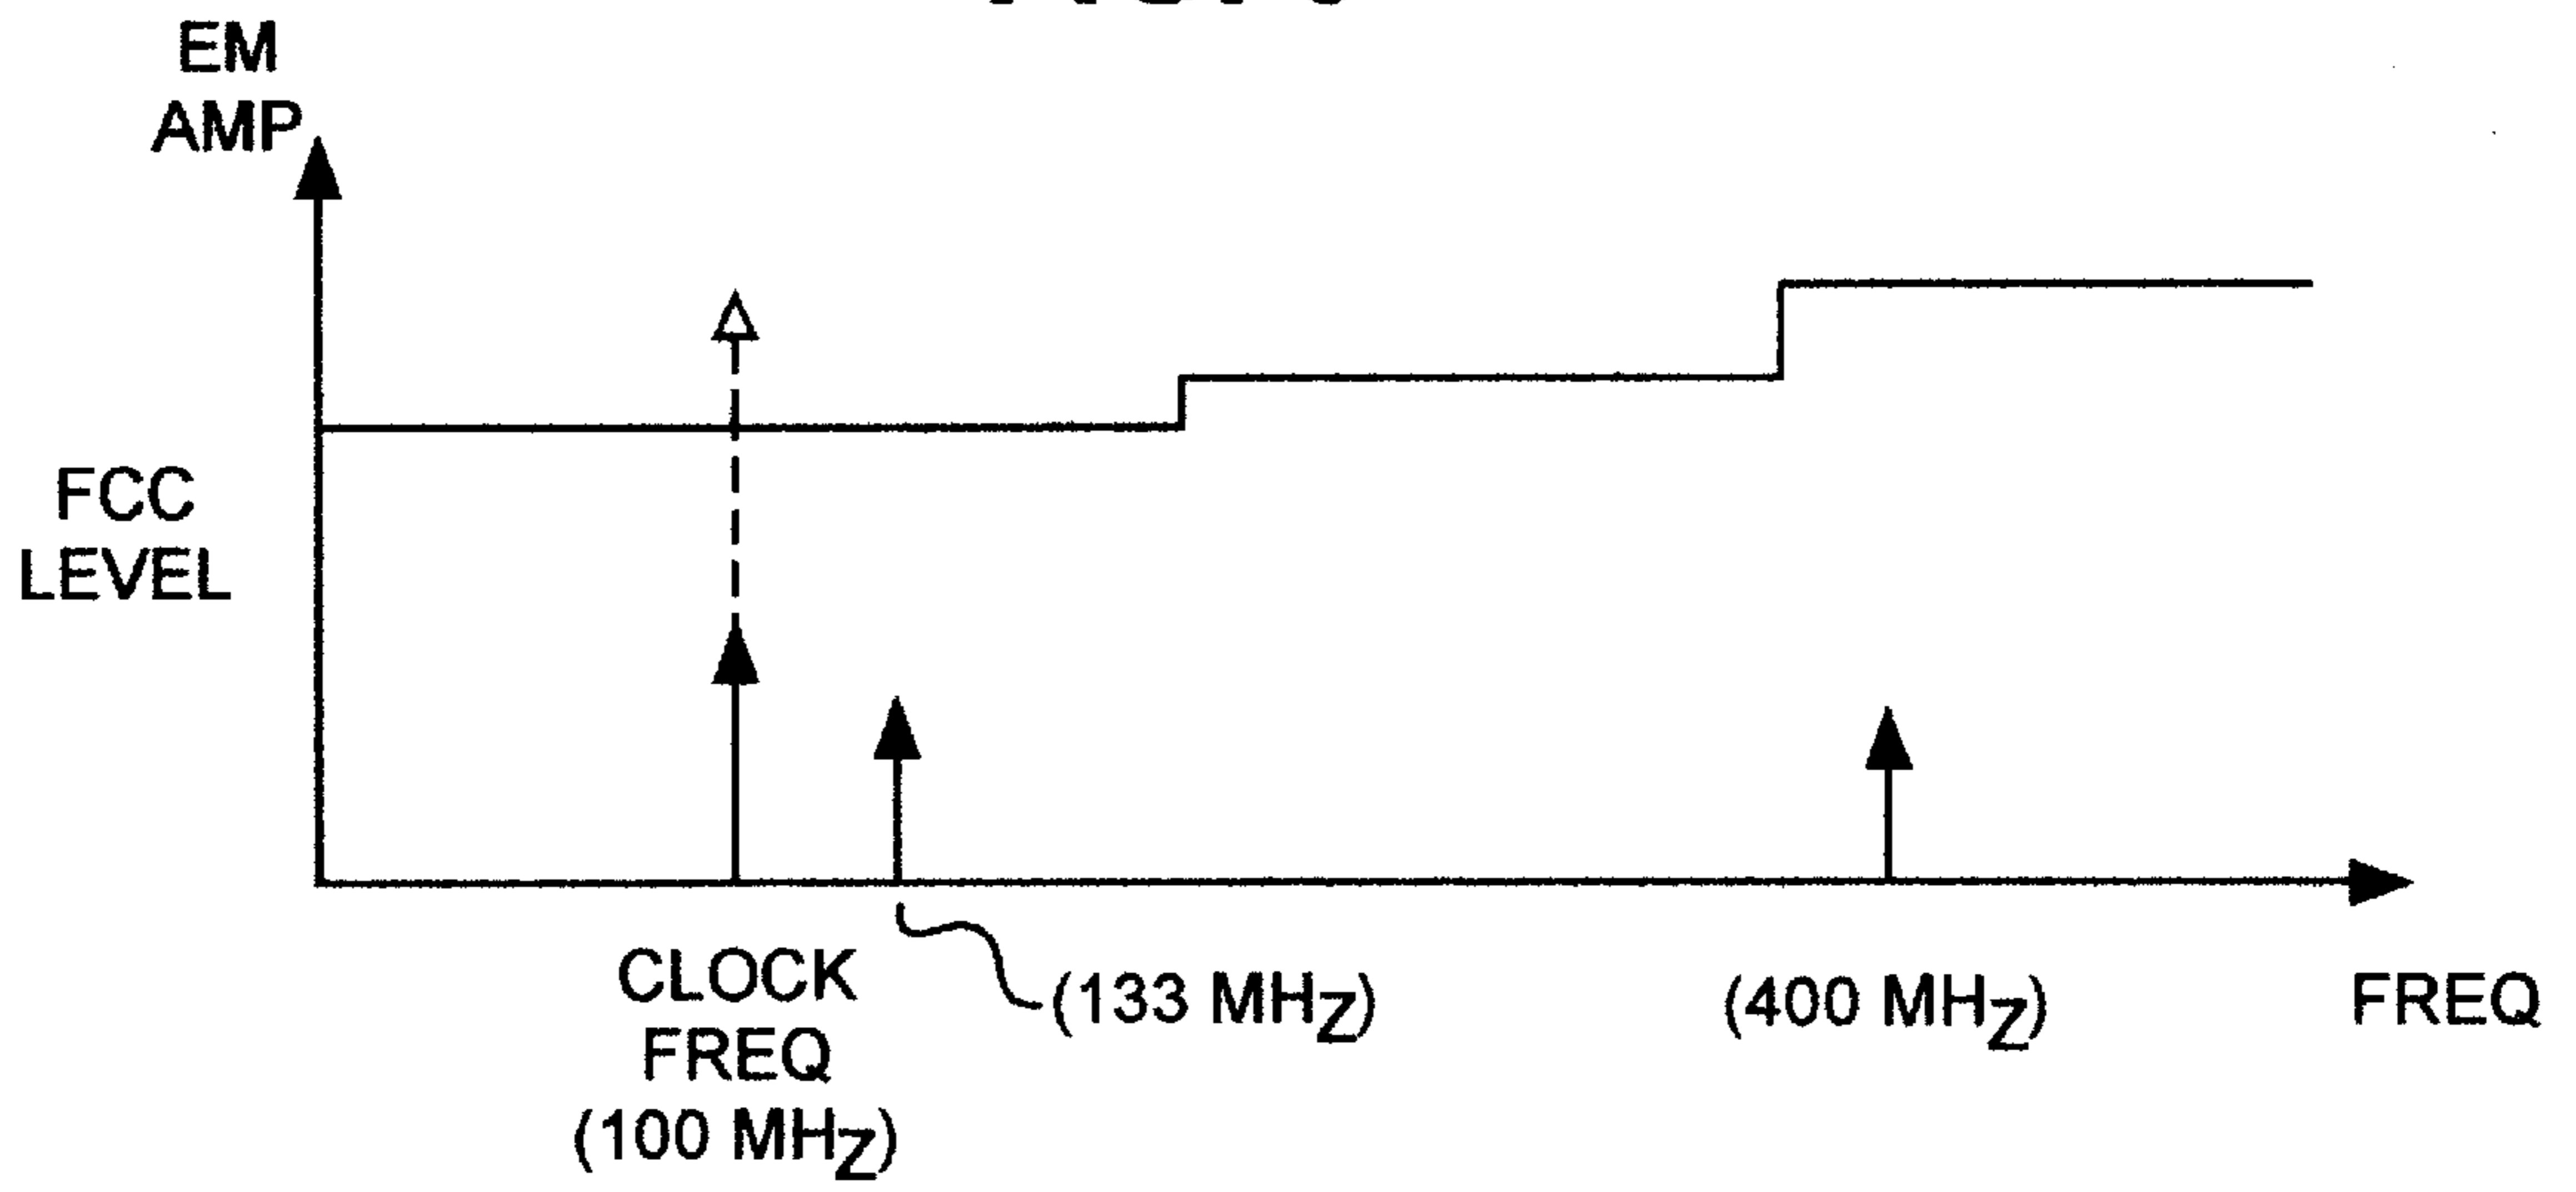 EM
AMP
FCC
LEVEL
CLOCK
FREQ
(100 MHZ)
(133 MHZ)
(400 MHZ)
FREQ